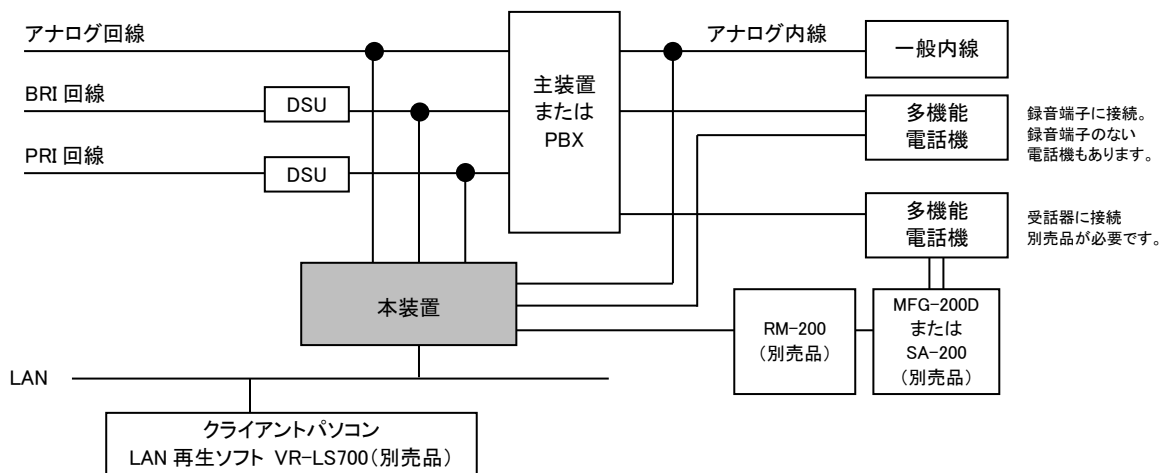 アナログ回線
BRI 回線
PRI 回線
DSU
DSU
主装置
または
PBX
アナログ内線
一般内線
多機能
電話機
録音端子に接続。
録音端子のない
電話機もあります。
多機能
電話機
受話器に接続
別売品が必要です。
本装置
RM-200
(別売品)
MFG-200D
または
SA-200
(別売品)
LAN
クライアントパソコン
LAN 再生ソフト VR-LS700(別売品)